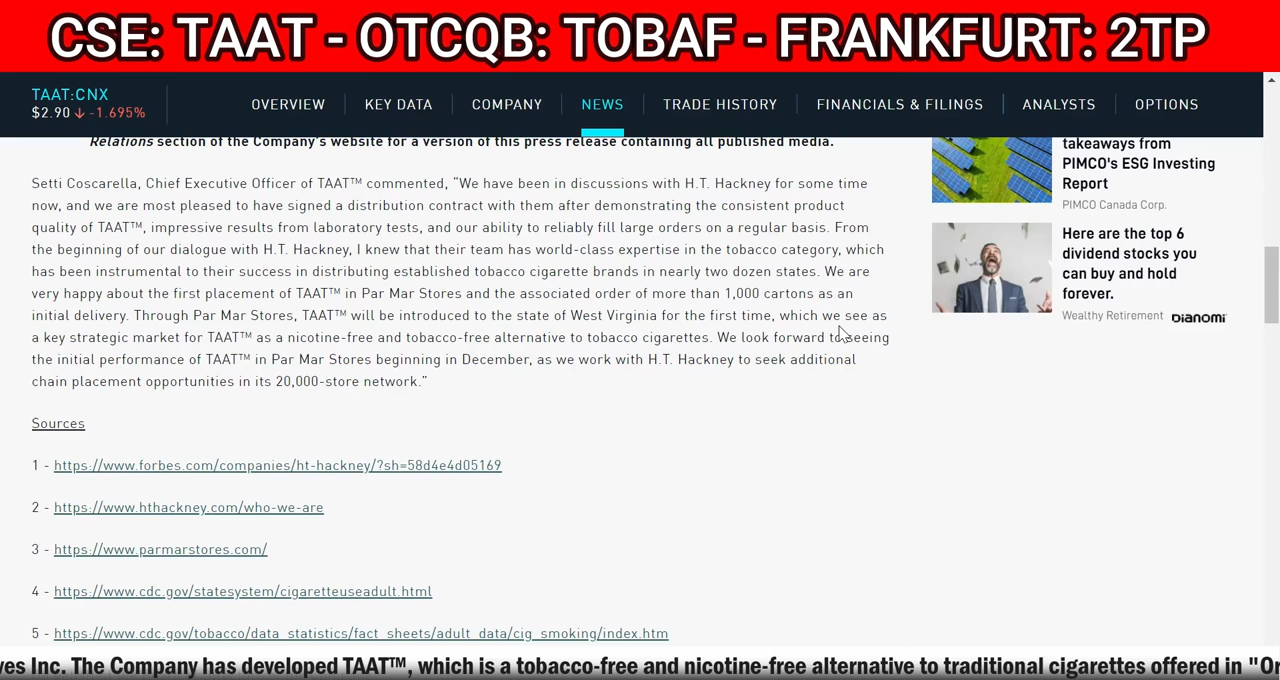 CSE: TAAT - OTCQB: TOBAF - FRANKFURT: 2TP
TAAT:CNX
$2.90 -1.695%
OVERVIEW
KEY DATA
COMPANY
NEWS
TRADE HISTORY
FINANCIALS & FILINGS
ANALYSTS
OPTIONS
Relations section of the Company's website for a version of this press release containing all published media.
Setti Coscarella, Chief Executive Officer of TAAT™ commented, “We have been in discussions with H.T. Hackney for some time
now, and we are most pleased to have signed a distribution contract with them after demonstrating the consistent product
quality of TAAT™, impressive results from laboratory tests, and our ability to reliably fill large orders on a regular basis. From
the beginning of our dialogue with H.T. Hackney, I knew that their team has world-class expertise in the tobacco category, which
has been instrumental to their success in distributing established tobacco cigarette brands in nearly two dozen states. We are
very happy about the first placement of TAAT™ in Par Mar Stores and the associated order of more than 1,000 cartons as an
initial delivery. Through Par Mar Stores, TAAT™ will be introduced to the state of West Virginia for the first time, which we see as
a key strategic market for TAAT™ as a nicotine-free and tobacco-free alternative to tobacco cigarettes. We look forward to seeing
the initial performance of TAAT™ in Par Mar Stores beginning in December, as we work with H.T. Hackney to seek additional
chain placement opportunities in its 20,000-store network.”
Sources
1 - https://www.forbes.com/companies/ht-hackney/?sh=58d4e4d05169
2 - https://www.hthackney.com/who-we-are
3 - https://www.parmarstores.com/
4 - https://www.cdc.gov/statesystem/cigaretteuseadult.html
5 - https://www.cdc.gov/tobacco/data_statistics/fact_sheets/adult_data/cig_smoking/index.htm
takeaways from
PIMCO's ESG Investing
Report
PIMCO Canada Corp.
Here are the top 6
dividend stocks you
can buy and hold
forever.
Wealthy Retirement
DIANOMI
ves Inc. The Company has developed TAAT™, which is a tobacco-free and nicotine-free alternative to traditional cigarettes offered in "Or